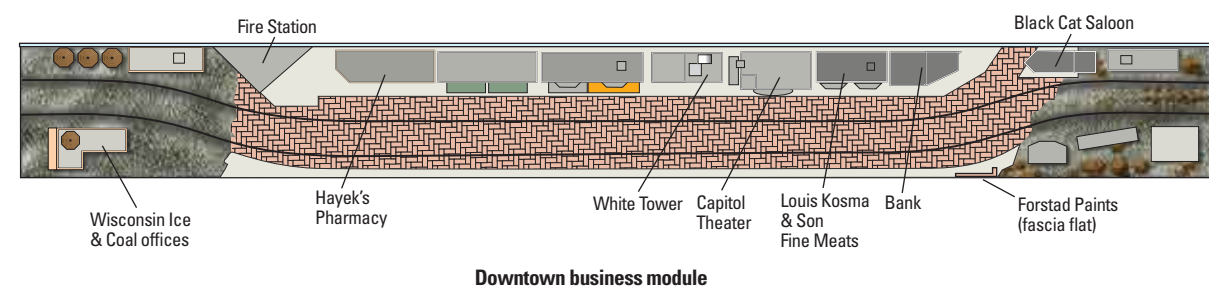 Fire Station
Black Cat Saloon
Wisconsin Ice
& Coal offices
Hayek's
Pharmacy
White Tower
Capitol
Theater
Louis Kosma
& Son
Fine Meats
Bank
Forstad Paints
(fascia flat)
Downtown business module